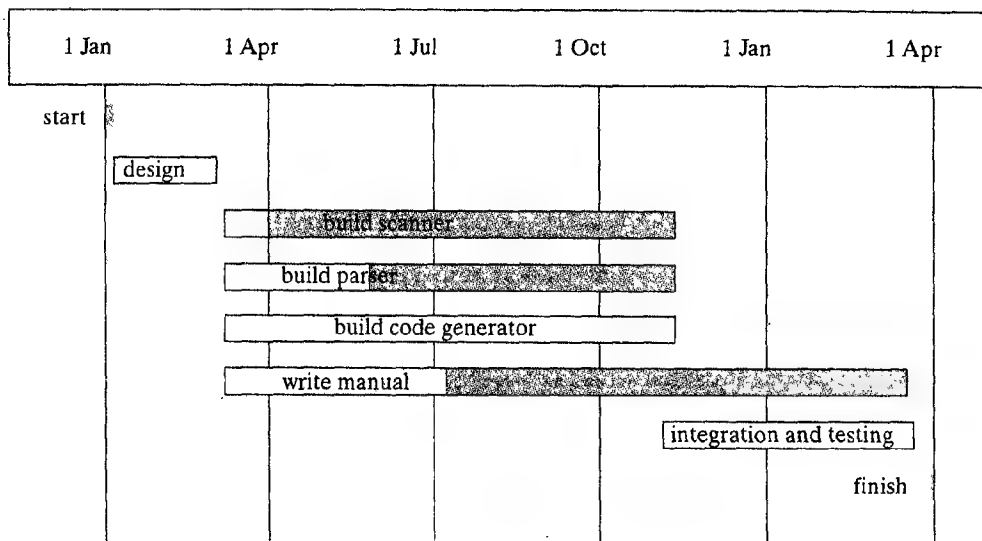 1 Jan 1 Apr 1 Jul 1 Oct 1 Jan 1 Apr
start
design
build scanner
build parser
build code generator
write manual
integration and testing
finish